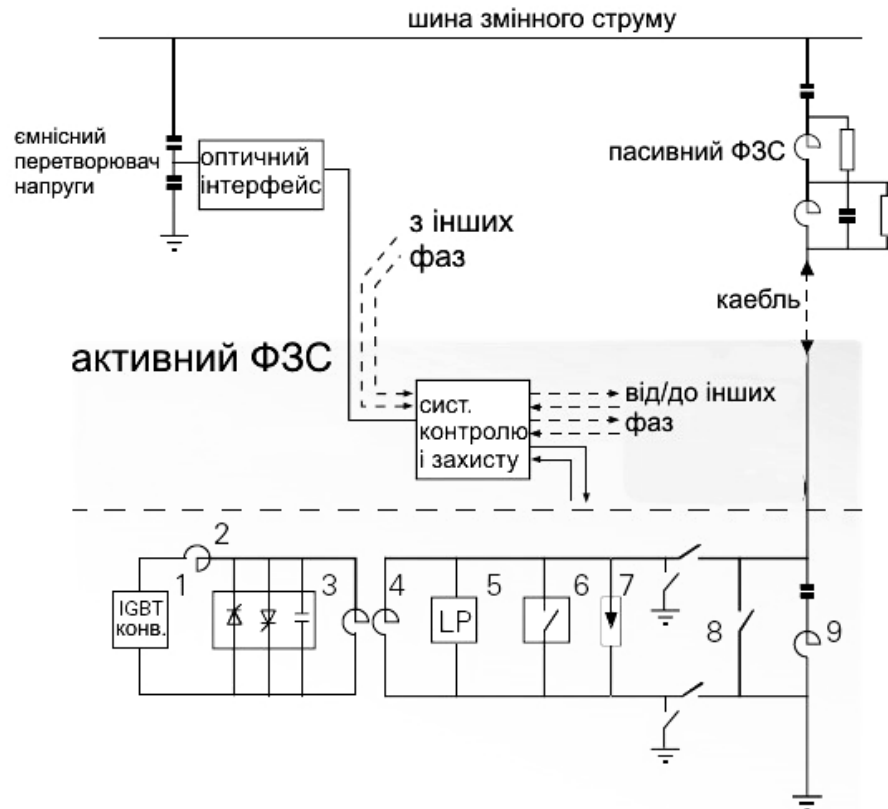 шина змінного струму
ємнісний
перетворювач
напруги
оптичний
інтерфейс
пасивний ФЗС
з інших
фаз
каебль
активний ФЗС
сист.
контролю
і захисту
від/до інших
фаз
1
2
3
4
5
6
7
8
9
IGBT
конв.
LP